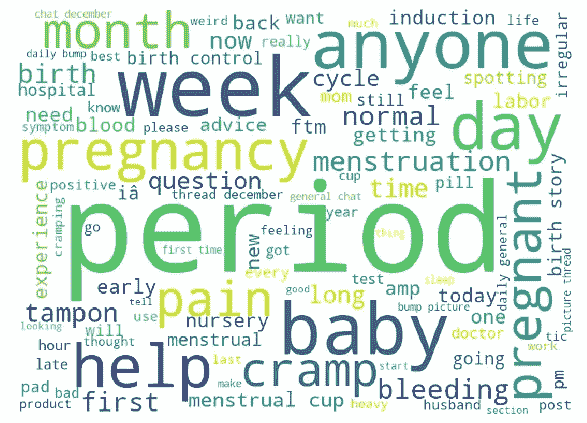 chat december
weird
back
want
induction
life
much
month
anyone
irregular
daily bump
best
birth control
now
really
birth
week
cycle
spotting
hospital
know
mom
still
feel
labor
need
blood
please
advice
ftm
normal
day
symptom
getting
pregnancy
menstruation
experience
cramping
positive
iâ
question
cup
time
pill
thread december
general chat
year
go
period
pregnant
birth story
daily general
picture thread
first time
feeling
new
got
every
thing
early
pain
long
test
amp
today
tampon
tell
use
nursery
good
baby
bump picture
sleep
one
looking
will
thought
menstrual
doctor
tic
work
hour
help
cramp
going
pm
late
last
start
bleeding
pad
bad
first
make
product
menstrual cup
heavy
husband
section
post